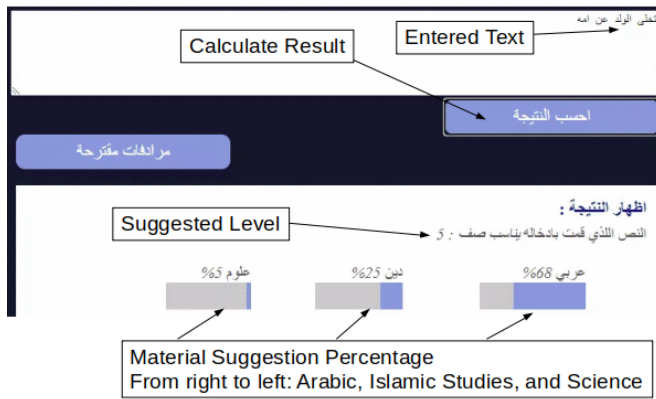 تخلى الولد عن امه
Entered Text
Calculate Result
احسب النتيجة
مرادفات مقترحة
اظهار النتيجة :
النص اللذي قمت بادخاله يناسب صف : 5
Suggested Level
عربي 68%
دين 25%
علوم 5%
Material Suggestion Percentage
From right to left: Arabic, Islamic Studies, and Science